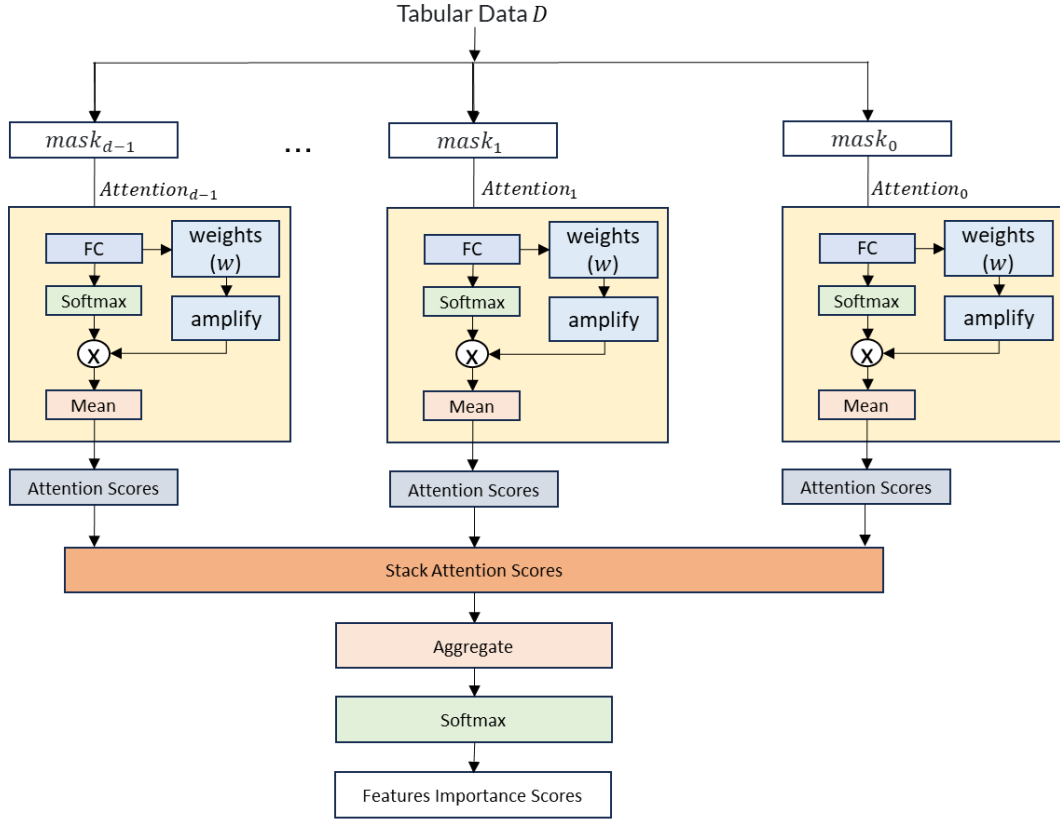 Tabular Data D
mask_{d−1}
...
mask_1
mask_0
Attention_{d−1}
Attention_1
Attention_0
FC
weights
(w)
Softmax
amplify
X
Mean
FC
weights
(w)
Softmax
amplify
X
Mean
FC
weights
(w)
Softmax
amplify
X
Mean
Attention Scores
Attention Scores
Attention Scores
Stack Attention Scores
Aggregate
Softmax
Features Importance Scores